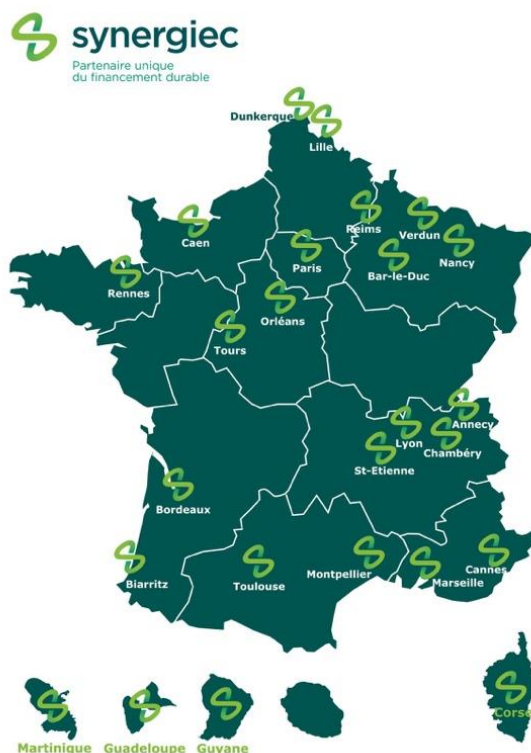 synergiec
Partenaire unique
du financement durable
Dunkerque
Lille
Reims
Verdun
Caen
Paris
Nancy
Bar-le-Duc
Rennes
Orléans
Tours
Annecy
Lyon
Chambéry
St-Etienne
Bordeaux
Biarritz
Toulouse
Montpellier
Marseille
Cannes
Corse
Martinique
Guadeloupe
Guyane